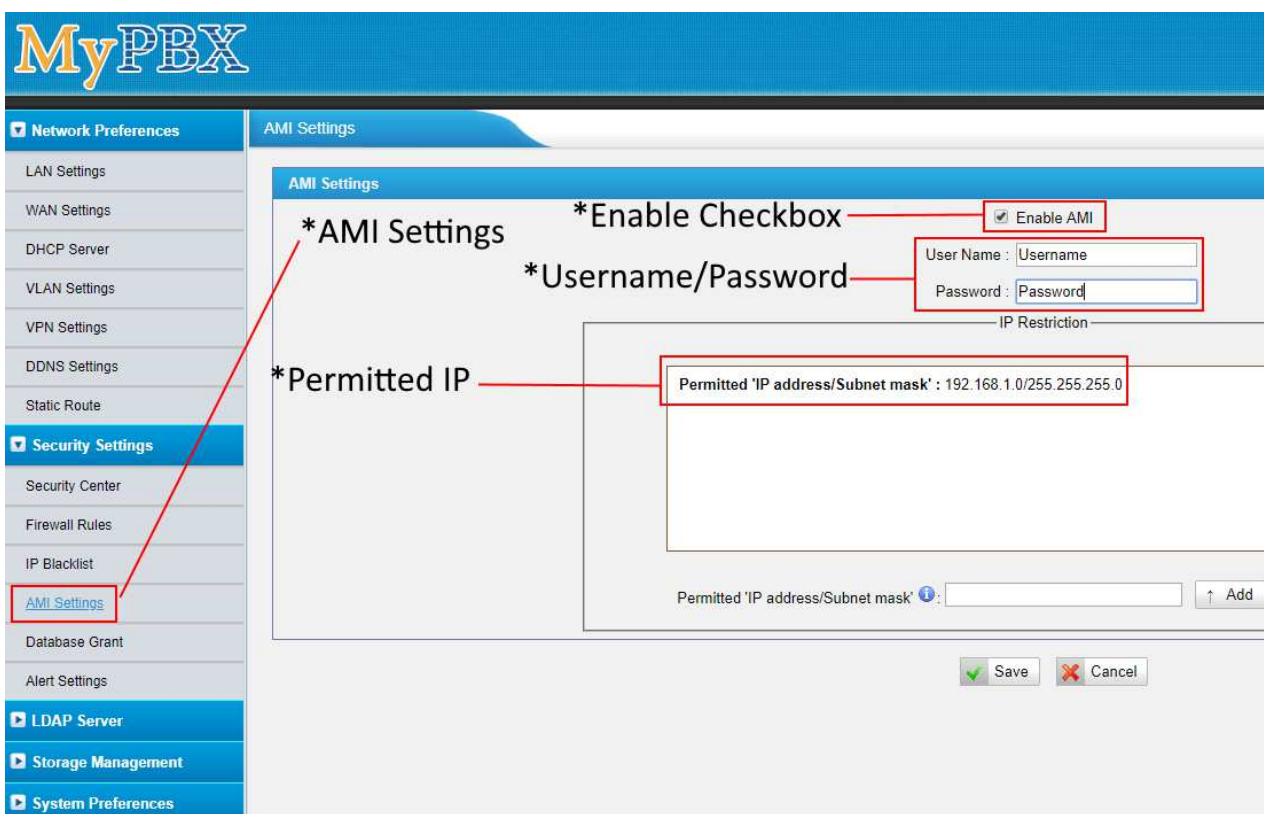 MyPBX
Network Preferences
LAN Settings
WAN Settings
DHCP Server
VLAN Settings
VPN Settings
DDNS Settings
Static Route
Security Settings
Security Center
Firewall Rules
IP Blacklist
AMI Settings
Database Grant
Alert Settings
LDAP Server
Storage Management
System Preferences
AMI Settings
AMI Settings
*AMI Settings
*Enable Checkbox
Enable AMI
*Username/Password
User Name : Username
Password : Password
IP Restriction
*Permitted IP
Permitted 'IP address/Subnet mask' : 192.168.1.0/255.255.255.0
Permitted 'IP address/Subnet mask' : ↑ Add
Save Cancel